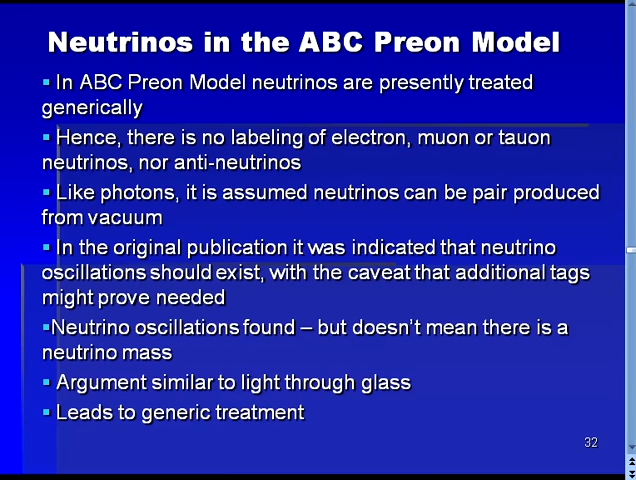 Neutrinos in the ABC Preon Model
▪ In ABC Preon Model neutrinos are presently treated
generically
▪ Hence, there is no labeling of electron, muon or tauon
neutrinos, nor anti-neutrinos
▪ Like photons, it is assumed neutrinos can be pair produced
from vacuum
▪ In the original publication it was indicated that neutrino
oscillations should exist, with the caveat that additional tags
might prove needed
▪Neutrino oscillations found – but doesn't mean there is a
neutrino mass
▪ Argument similar to light through glass
▪ Leads to generic treatment
32